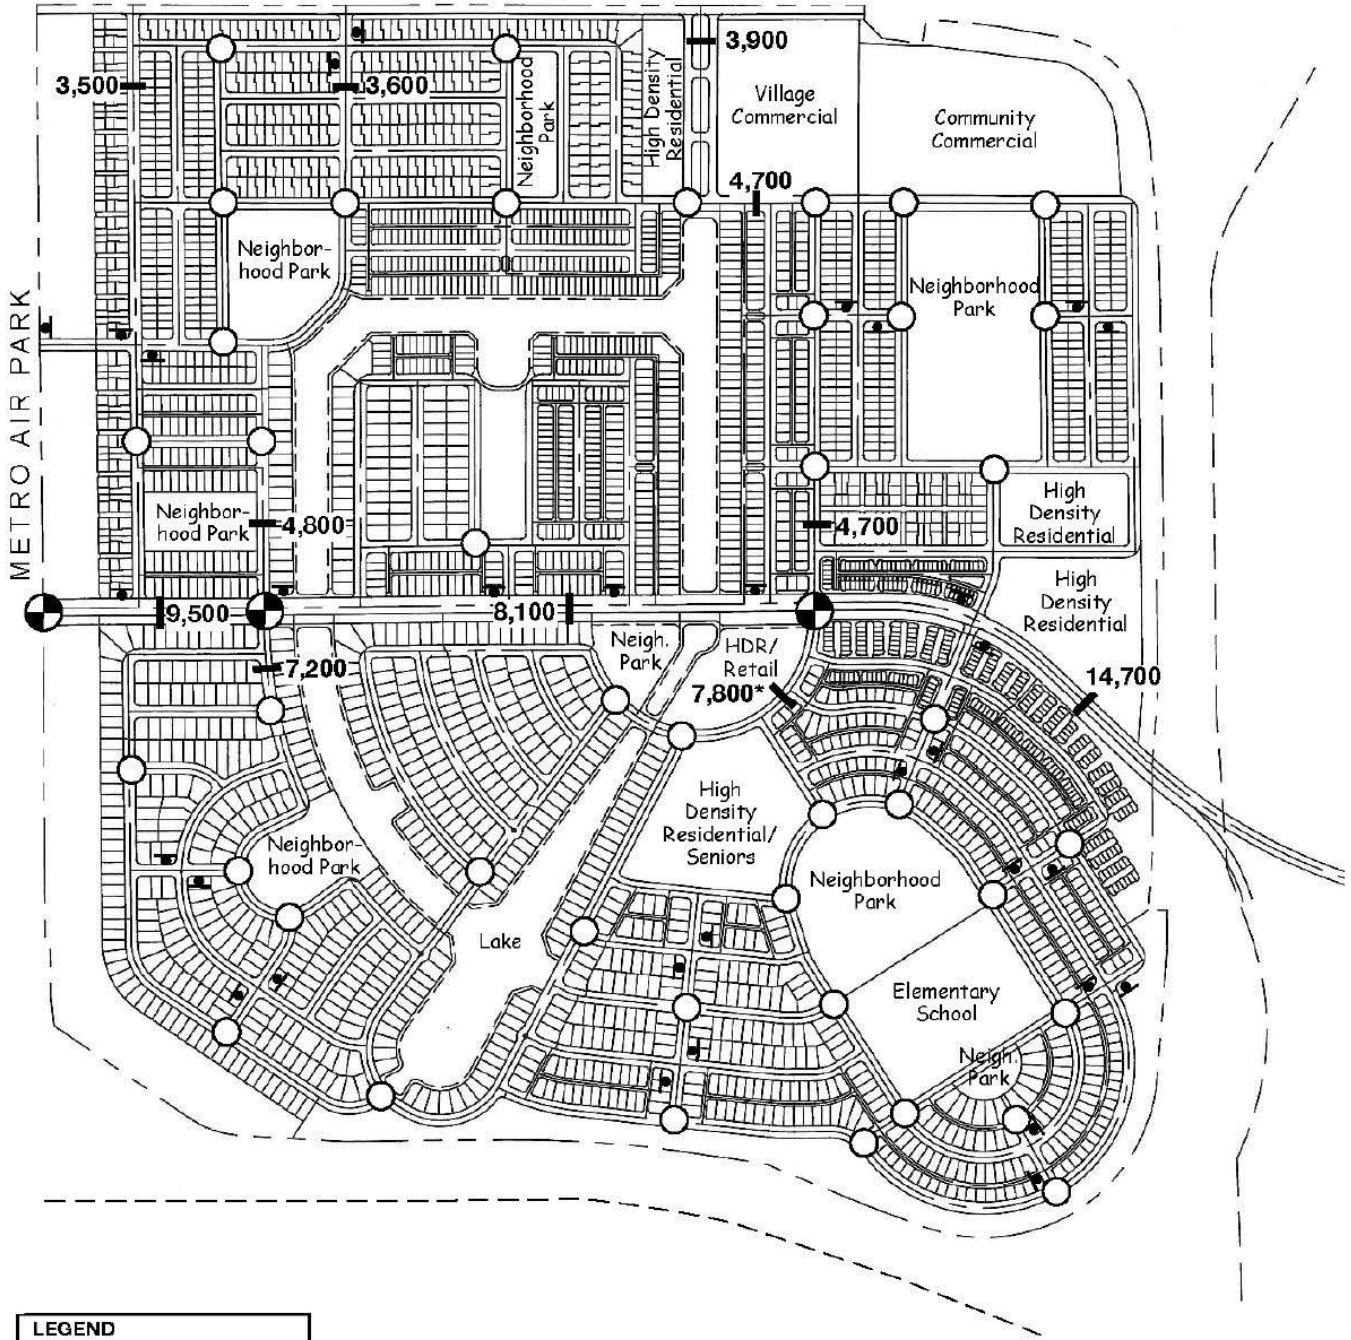 3,900
3,500
3,600
Neighborhood
Park
High Density
Residential
Village
Commercial
Community
Commercial
4,700
Neighbor-
hood Park
Neighborhood
Park
METRO AIR PARK
Neighbor-
hood Park
4,800
4,700
High
Density
Residential
High
Density
Residential
9,500
8,100
7,200
Neigh.
Park
HDR/
Retail
7,800*
14,700
High
Density
Residential/
Seniors
Neighbor-
hood Park
Neighborhood
Park
Lake
Elementary
School
Neigh.
Park
LEGEND